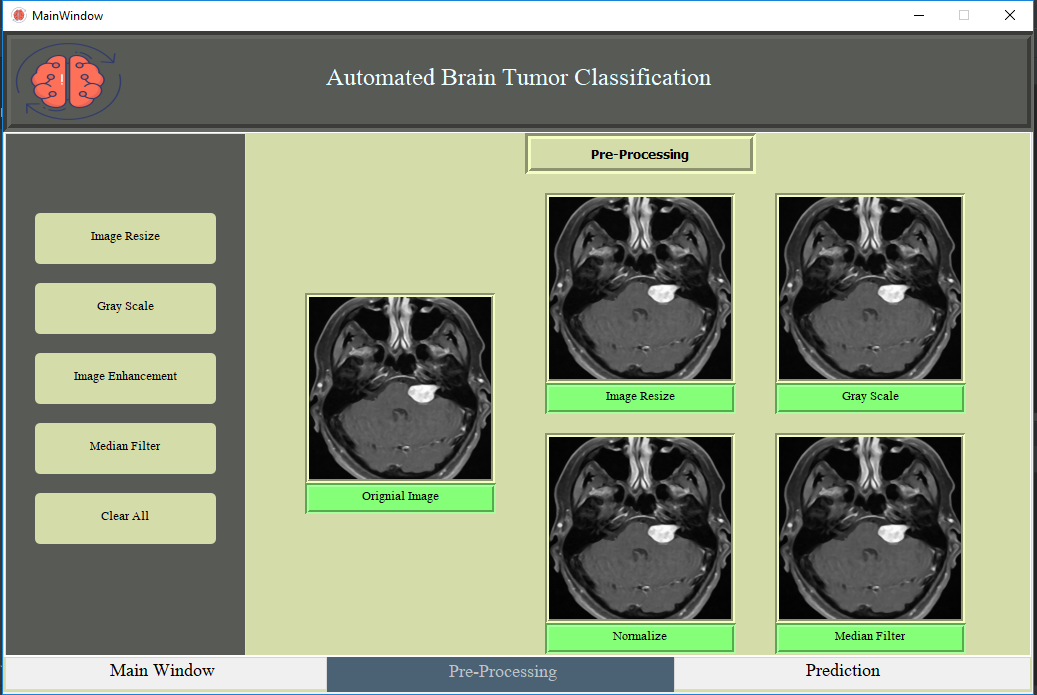 MainWindow
Automated Brain Tumor Classification
Pre-Processing
Image Resize
Gray Scale
Image Enhancement
Median Filter
Clear All
Orignial Image
Image Resize
Gray Scale
Normalize
Median Filter
Main Window
Pre-Processing
Prediction